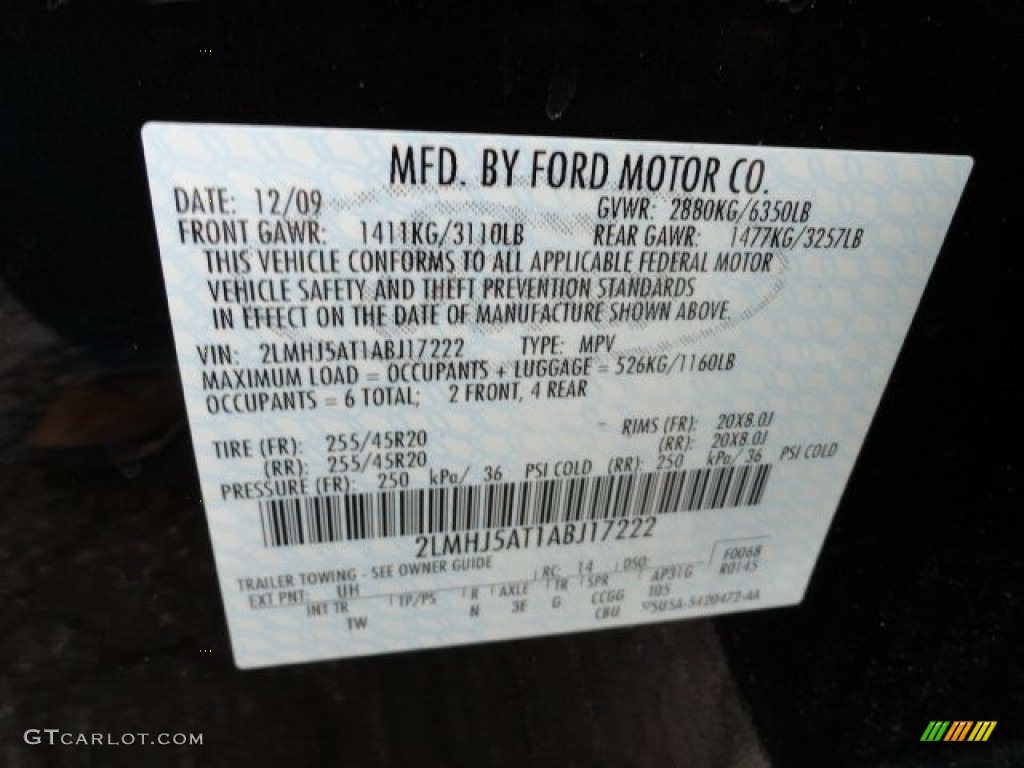 MFD. BY FORD MOTOR CO.
DATE: 12/09 GVWR: 2880KG/6350LB
FRONT GAWR: 1411KG/3110LB REAR GAWR: 1477KG/3257LB
THIS VEHICLE CONFORMS TO ALL APPLICABLE FEDERAL MOTOR
VEHICLE SAFETY AND THEFT PREVENTION STANDARDS
IN EFFECT ON THE DATE OF MANUFACTURE SHOWN ABOVE.
VIN: 2LMHJ5AT1ABJ17222 TYPE: MPV
MAXIMUM LOAD = OCCUPANTS + LUGGAGE = 526KG/1160LB
OCCUPANTS = 6 TOTAL; 2 FRONT, 4 REAR
TIRE (FR): 255/45R20 RIMS (FR): 20X8.0J
(RR): 255/45R20 (RR): 20X8.0J
PRESSURE (FR): 250 kPa/ 36 PSI COLD (RR): 250 kPa/ 36 PSI COLD
2LMHJ5AT1ABJ17222
TRAILER TOWING - SEE OWNER GUIDE
EXT PNT: UH RC: 14 DSO: F0068
INT TR TP/PS R AXLE TR SPR AP31G R0145
TW N 3E G CCGG 105
CBU 5U5A-5420472-AA
GTCARLOT.COM